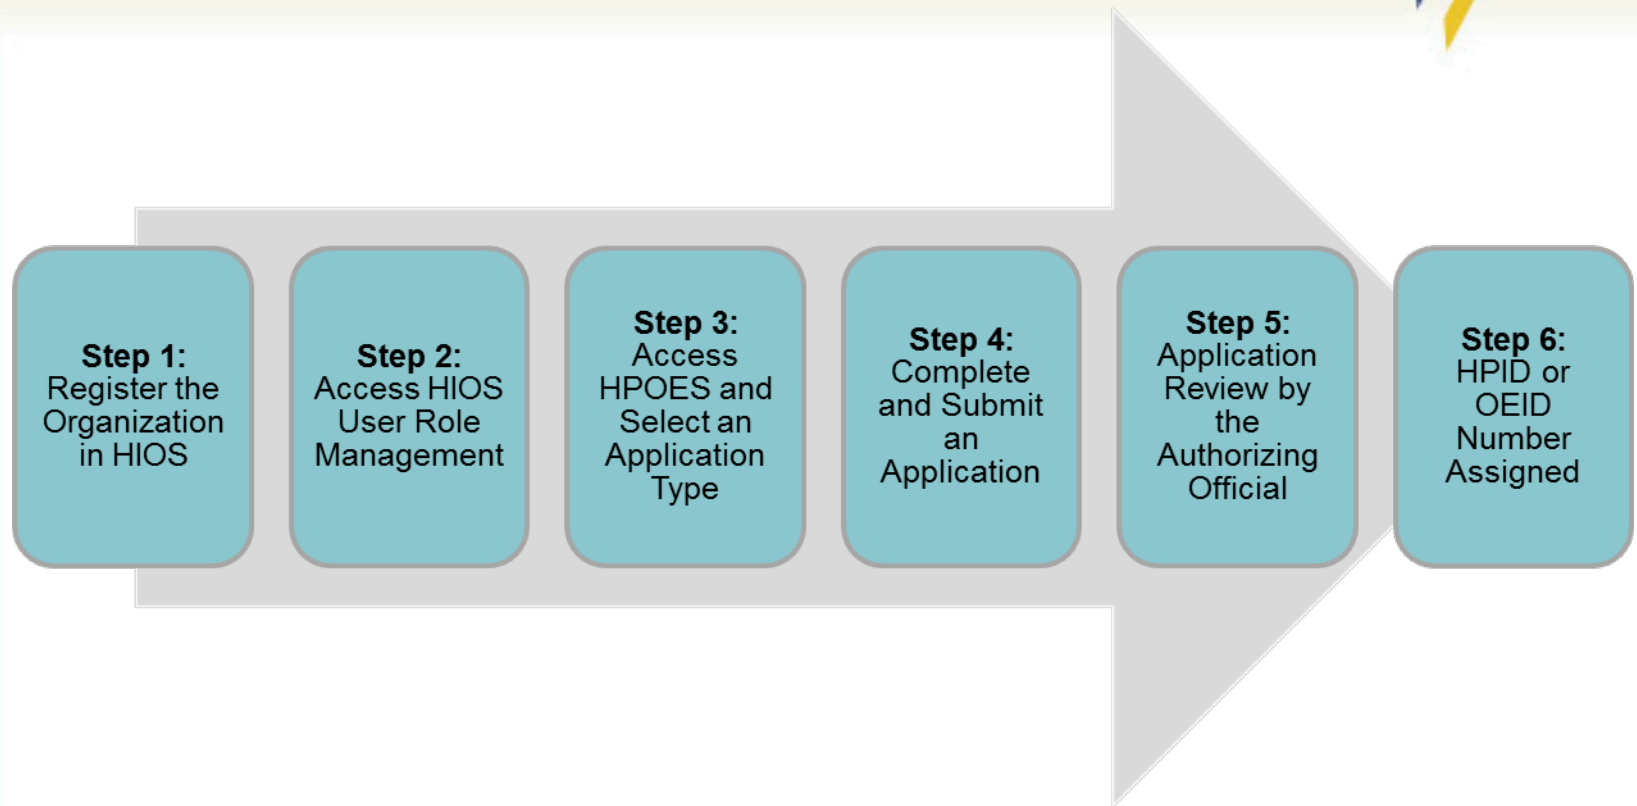 Step 1:
Register the
Organization
in HIOS
Step 2:
Access HIOS
User Role
Management
Step 3:
Access
HPOES and
Select an
Application
Type
Step 4:
Complete
and Submit
an
Application
Step 5:
Application
Review by
the
Authorizing
Official
Step 6:
HPID or
OEID
Number
Assigned